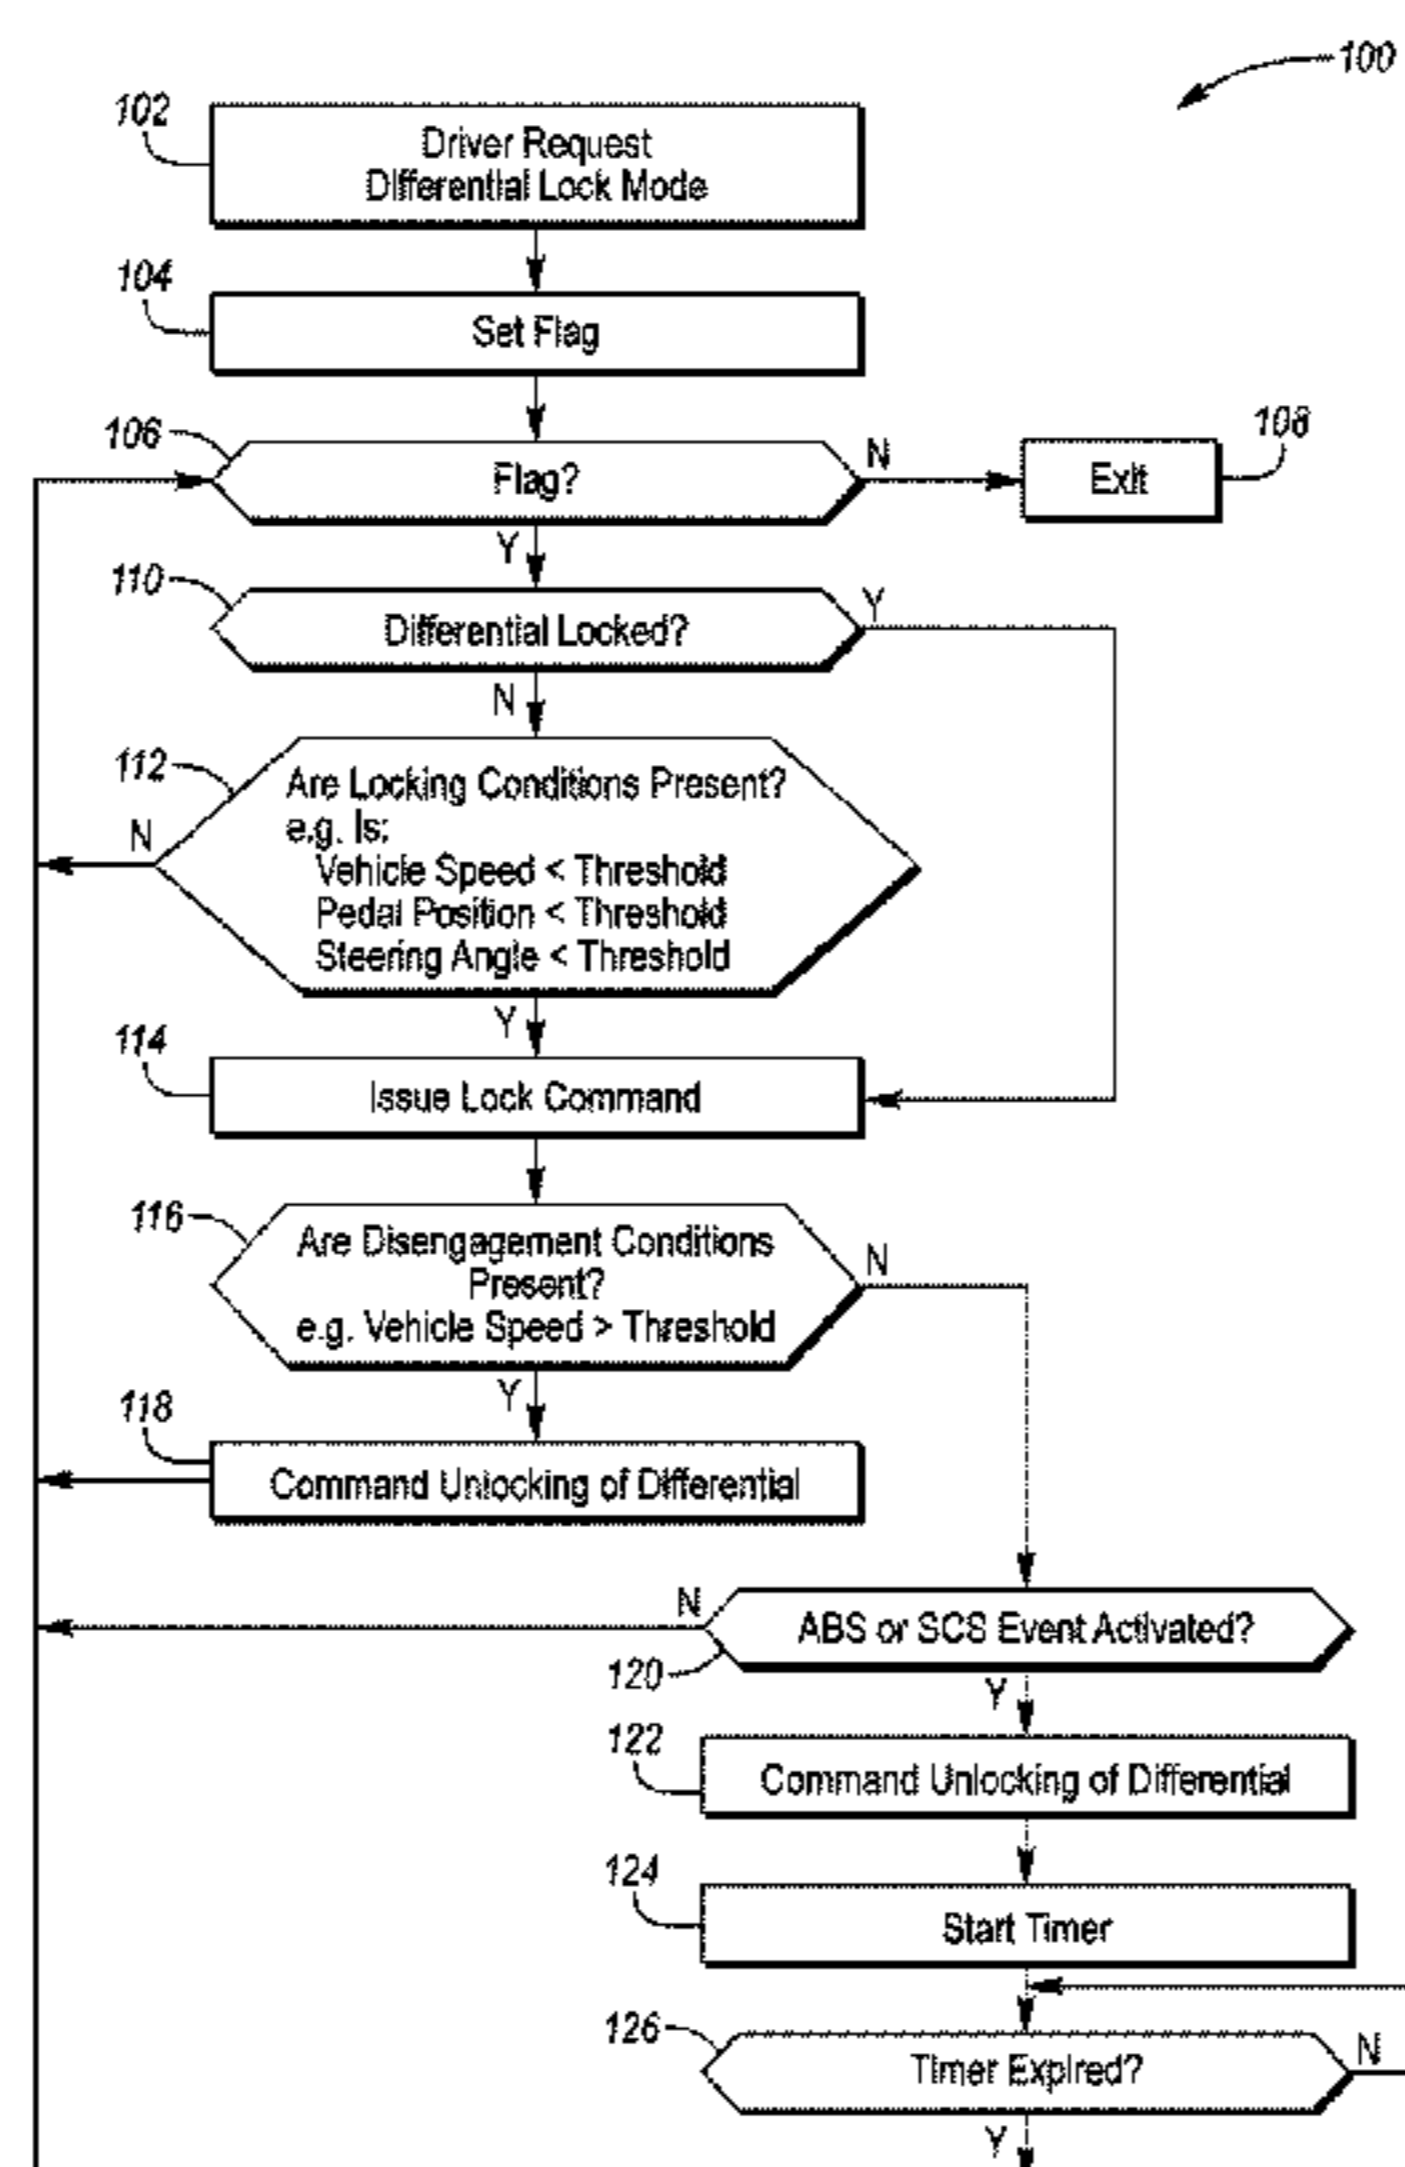 100
102
Driver Request
Differential Lock Mode
104
Set Flag
106
Flag?
N
Exit
108
Y
110
Differential Locked?
Y
N
112
Are Locking Conditions Present?
e.g. Is:
Vehicle Speed < Threshold
Pedal Position < Threshold
Steering Angle < Threshold
N
Y
114
Issue Lock Command
116
Are Disengagement Conditions
Present?
e.g. Vehicle Speed > Threshold
N
Y
118
Command Unlocking of Differential
N
ABS or SCS Event Activated?
120
Y
122
Command Unlocking of Differential
124
Start Timer
126
Timer Expired?
N
Y